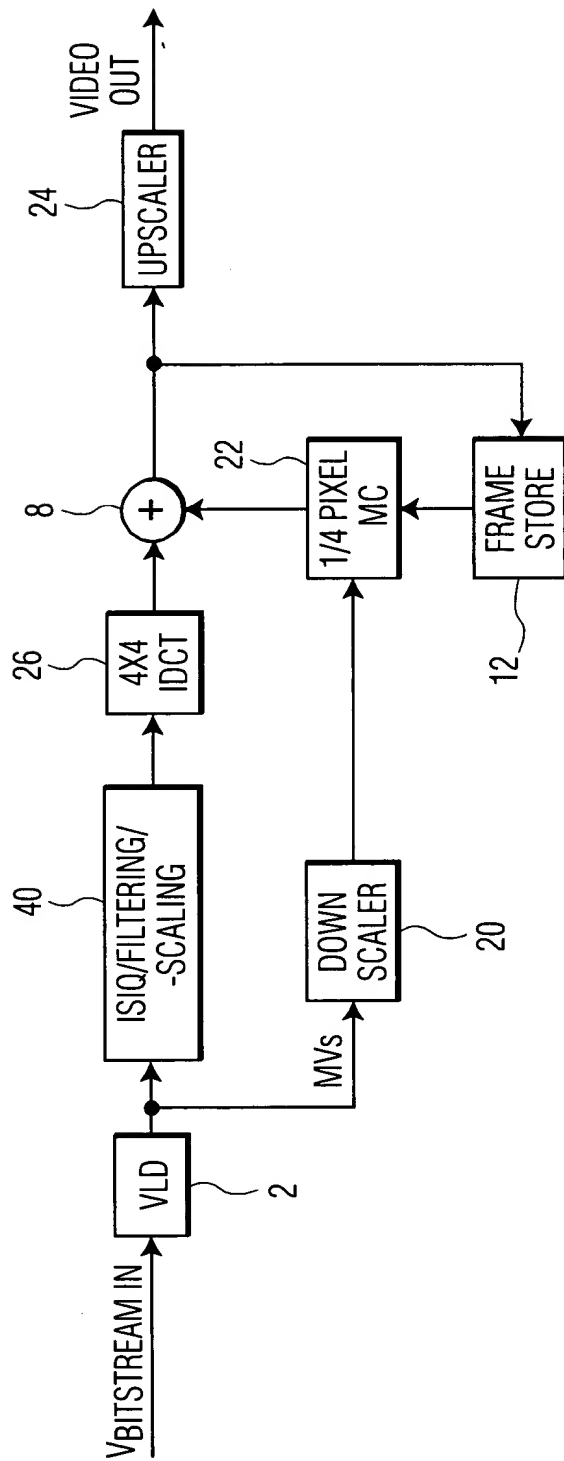 VBITSTREAM IN
VLD
2
MVs
40
ISIQ/FILTERING/
-SCALING
DOWN
SCALER
20
26
4X4
IDCT
8
+
22
1/4 PIXEL
MC
FRAME
STORE
12
24
UPSCALER
VIDEO
OUT